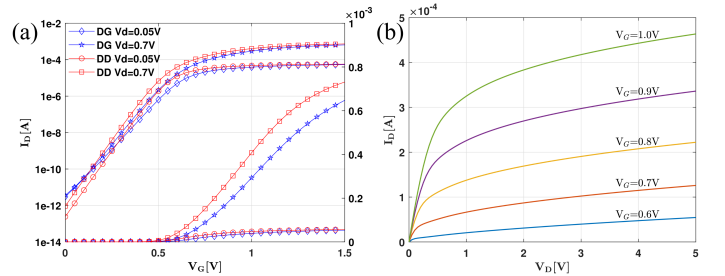 (a)
1e-2
1e-4
1e-6
1e-8
1e-10
1e-12
1e-14
I_D[A]
DG Vd=0.05V
DG Vd=0.7V
DD Vd=0.05V
DD Vd=0.7V
×10⁻³
1
0.8
0.6
0.4
0.2
0
0
0.5
1
1.5
V_G[V]
(b)
×10⁻⁴
5
4
3
2
1
0
I_D[A]
V_G=1.0V
V_G=0.9V
V_G=0.8V
V_G=0.7V
V_G=0.6V
0
1
2
3
4
5
V_D[V]